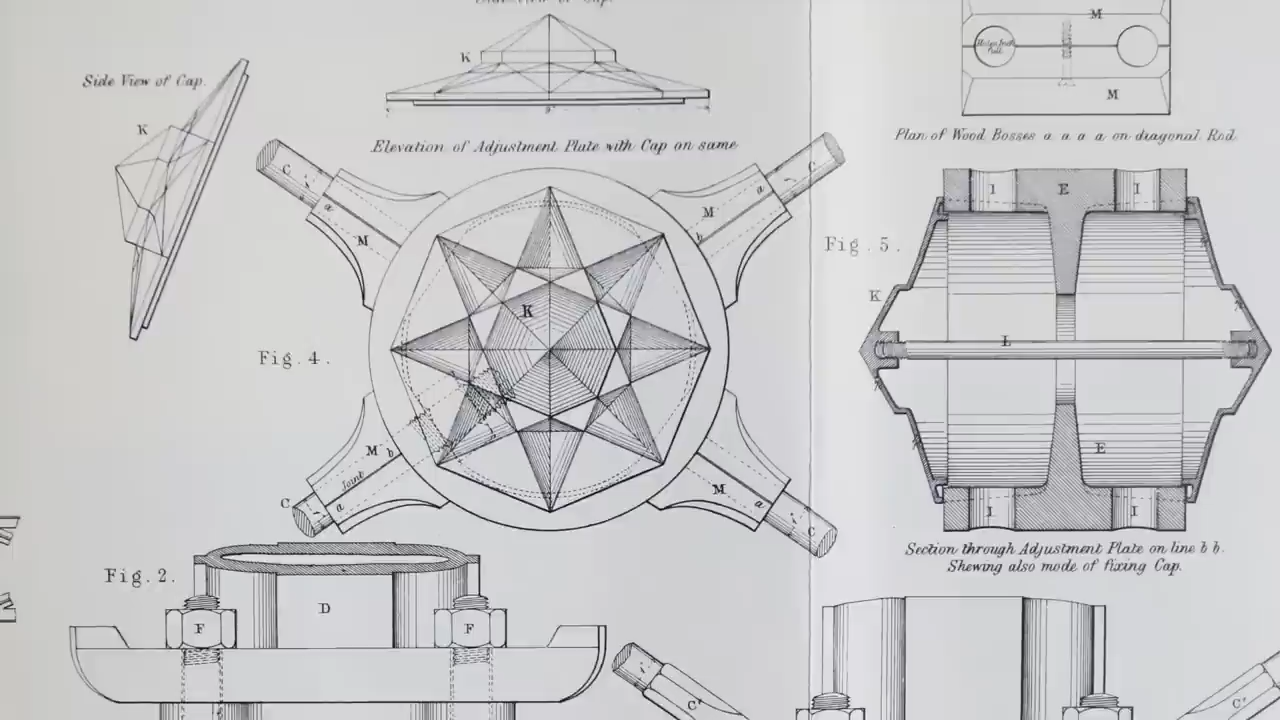 Side View of Cap.
K
K
9"
Elevation of Adjustment Plate with Cap on same
C
a
M
C
a
M
b
K
Fig. 4.
M
b
Joint
a
C
M
a
C
M
M
Plan of Wood Bosses a a a a on diagonal Rod.
Fig. 5.
I
E
I
K
L
E
I
I
Section through Adjustment Plate on line b b.
Shewing also mode of fixing Cap.
Fig. 2.
D
F
F
C'
C'